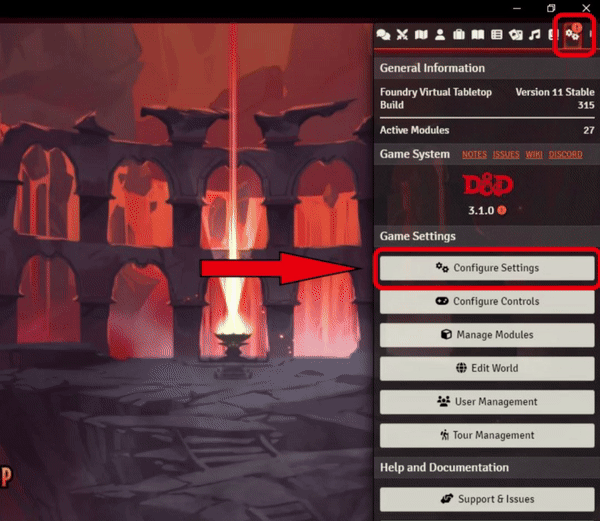 General Information
Foundry Virtual Tabletop Version 11 Stable
Build 315
Active Modules 27
Game System NOTES ISSUES WIKI DISCORD
D&D
3.1.0
Game Settings
Configure Settings
Configure Controls
Manage Modules
Edit World
User Management
Tour Management
P
Help and Documentation
Support & Issues